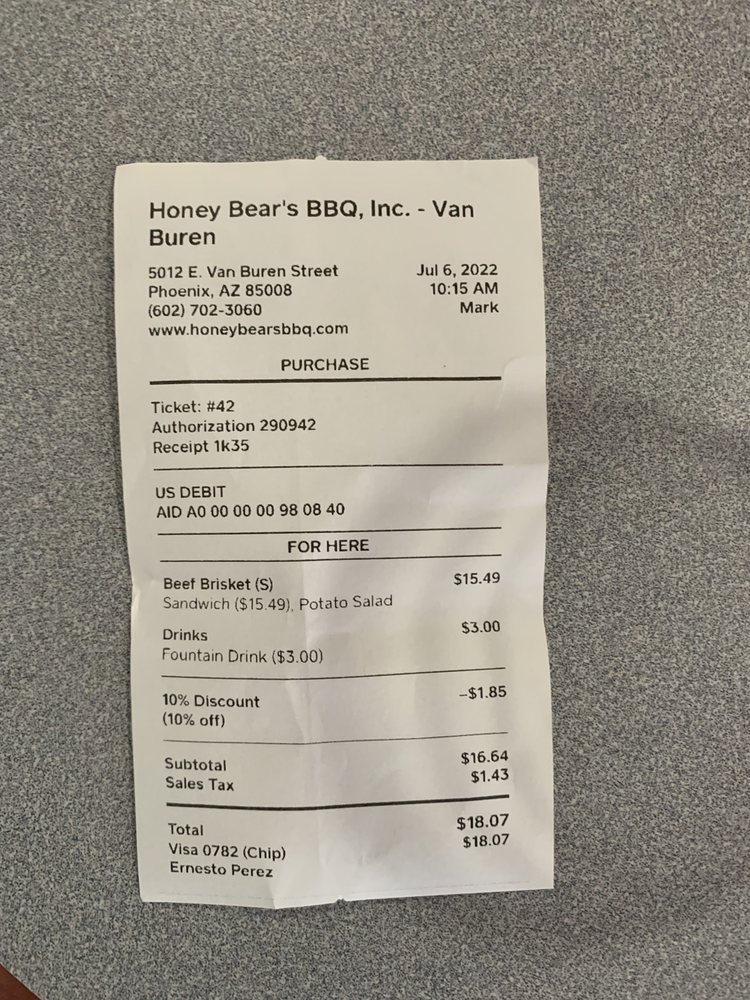 Honey Bear's BBQ, Inc. - Van
Buren
5012 E. Van Buren Street Jul 6, 2022
Phoenix, AZ 85008 10:15 AM
(602) 702-3060 Mark
www.honeybearsbbq.com
PURCHASE
Ticket: #42
Authorization 290942
Receipt 1k35
US DEBIT
AID A0 00 00 00 98 08 40
FOR HERE
Beef Brisket (S) $15.49
Sandwich ($15.49), Potato Salad
Drinks $3.00
Fountain Drink ($3.00)
10% Discount -$1.85
(10% off)
Subtotal $16.64
Sales Tax $1.43
Total $18.07
Visa 0782 (Chip) $18.07
Ernesto Perez